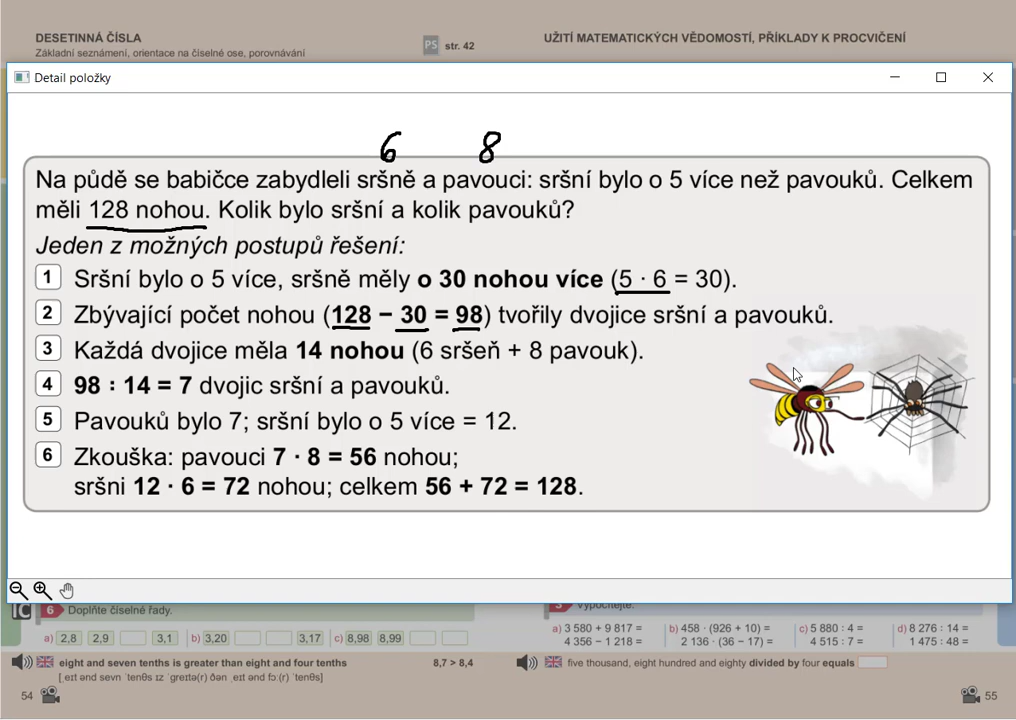 DESETINNÁ ČÍSLA
Základní seznámení, orientace na číselné ose, porovnávání
PS str. 42
UŽITÍ MATEMATICKÝCH VĚDOMOSTÍ, PŘÍKLADY K PROCVIČENÍ
Detail položky
6 8
Na půdě se babičce zabydleli sršně a pavouci: sršní bylo o 5 více než pavouků. Celkem
měli 128 nohou. Kolik bylo sršní a kolik pavouků?
Jeden z možných postupů řešení:
1 Sršní bylo o 5 více, sršně měly o 30 nohou více (5 · 6 = 30).
2 Zbývající počet nohou (128 − 30 = 98) tvořily dvojice sršní a pavouků.
3 Každá dvojice měla 14 nohou (6 sršeň + 8 pavouk).
4 98 : 14 = 7 dvojic sršní a pavouků.
5 Pavouků bylo 7; sršní bylo o 5 více = 12.
6 Zkouška: pavouci 7 · 8 = 56 nohou;
sršni 12 · 6 = 72 nohou; celkem 56 + 72 = 128.
6 Doplňte číselné řady.
a) 2,8 2,9 3,1 b) 3,20 3,17 c) 8,98 8,99
eight and seven tenths is greater than eight and four tenths 8,7 > 8,4
54
3 Vypočítejte.
a) 3 580 + 9 817 = b) 458 · (926 + 10) = c) 5 880 : 4 = d) 8 276 : 14 =
4 356 − 1 218 = 2 136 · (36 − 17) = 4 515 : 7 = 1 475 : 48 =
five thousand, eight hundred and eighty divided by four equals
55